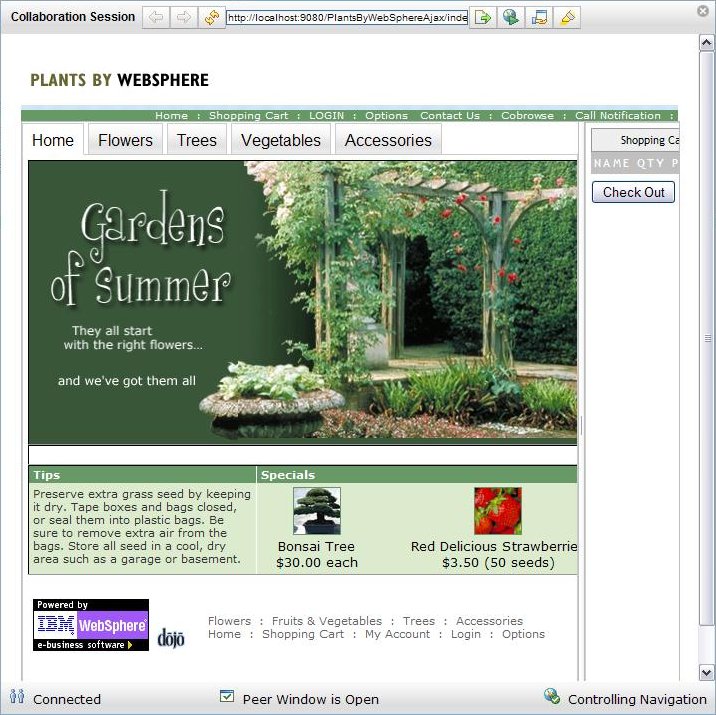 Collaboration Session http://localhost:9080/PlantsByWebSphereAjax/inde
PLANTS BY WEBSPHERE
Home : Shopping Cart : LOGIN : Options Contact Us : Cobrowse : Call Notification :
Home Flowers Trees Vegetables Accessories
Shopping Ca
NAME QTY P
Check Out
Gardens
of Summer
They all start
with the right flowers...
and we've got them all
Tips
Preserve extra grass seed by keeping
it dry. Tape boxes and bags closed,
or seal them into plastic bags. Be
sure to remove extra air from the
bags. Store all seed in a cool, dry
area such as a garage or basement.
Specials
Bonsai Tree
$30.00 each
Red Delicious Strawberrie
$3.50 (50 seeds)
Powered by
IBM WebSphere
e-business software
dojo
Flowers : Fruits & Vegetables : Trees : Accessories
Home : Shopping Cart : My Account : Login : Options
Connected Peer Window is Open Controlling Navigation